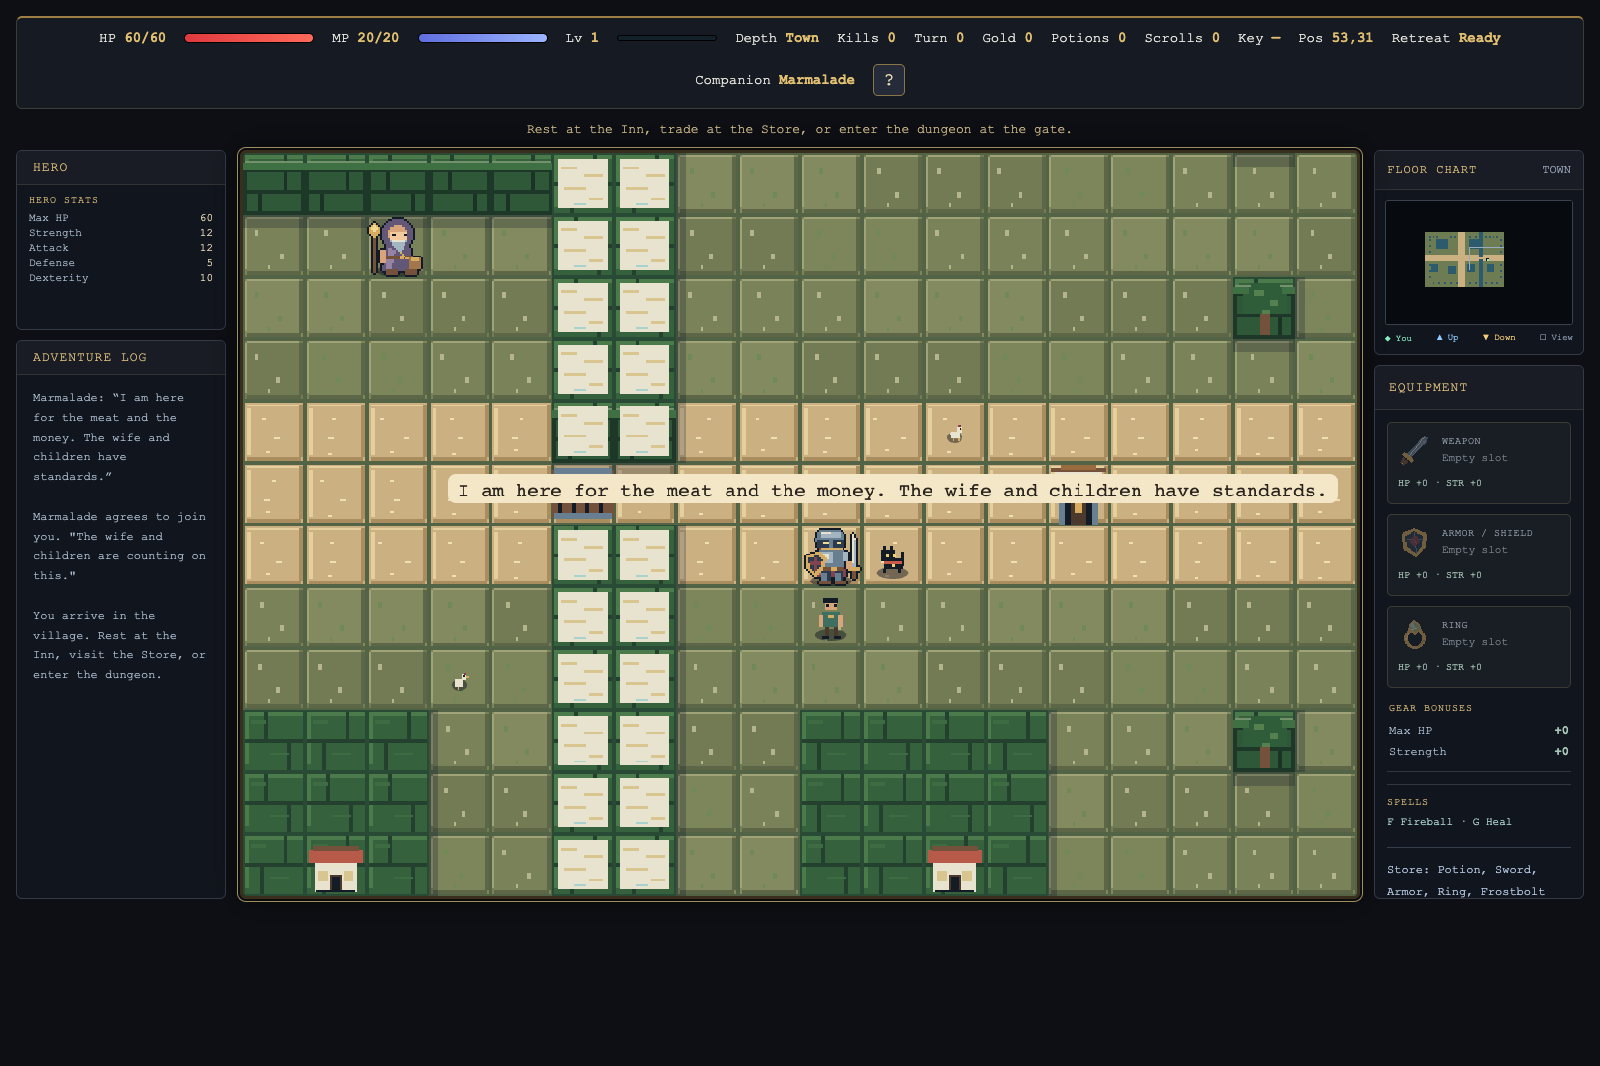 HP 60/60 MP 20/20 Lv 1 Depth Town Kills 0 Turn 0 Gold 0 Potions 0 Scrolls 0 Key — Pos 53,31 Retreat Ready
Companion Marmalade ?
Rest at the Inn, trade at the Store, or enter the dungeon at the gate.
HERO
HERO STATS
Max HP 60
Strength 12
Attack 12
Defense 5
Dexterity 10
ADVENTURE LOG
Marmalade: “I am here
for the meat and the
money. The wife and
children have
standards.”
Marmalade agrees to join
you. "The wife and
children are counting on
this."
You arrive in the
village. Rest at the
Inn, visit the Store, or
enter the dungeon.
I am here for the meat and the money. The wife and children have standards.
FLOOR CHART TOWN
◆ You ▲ Up ▼ Down □ View
EQUIPMENT
WEAPON
Empty slot
HP +0 · STR +0
ARMOR / SHIELD
Empty slot
HP +0 · STR +0
RING
Empty slot
HP +0 · STR +0
GEAR BONUSES
Max HP +0
Strength +0
SPELLS
F Fireball · G Heal
Store: Potion, Sword,
Armor, Ring, Frostbolt